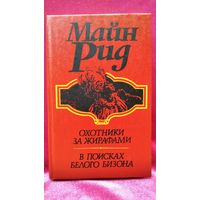 Майн
Рид
ОХОТНИКИ
ЗА ЖИРАФАМИ
В ПОИСКАХ
БЕЛОГО БИЗОНА